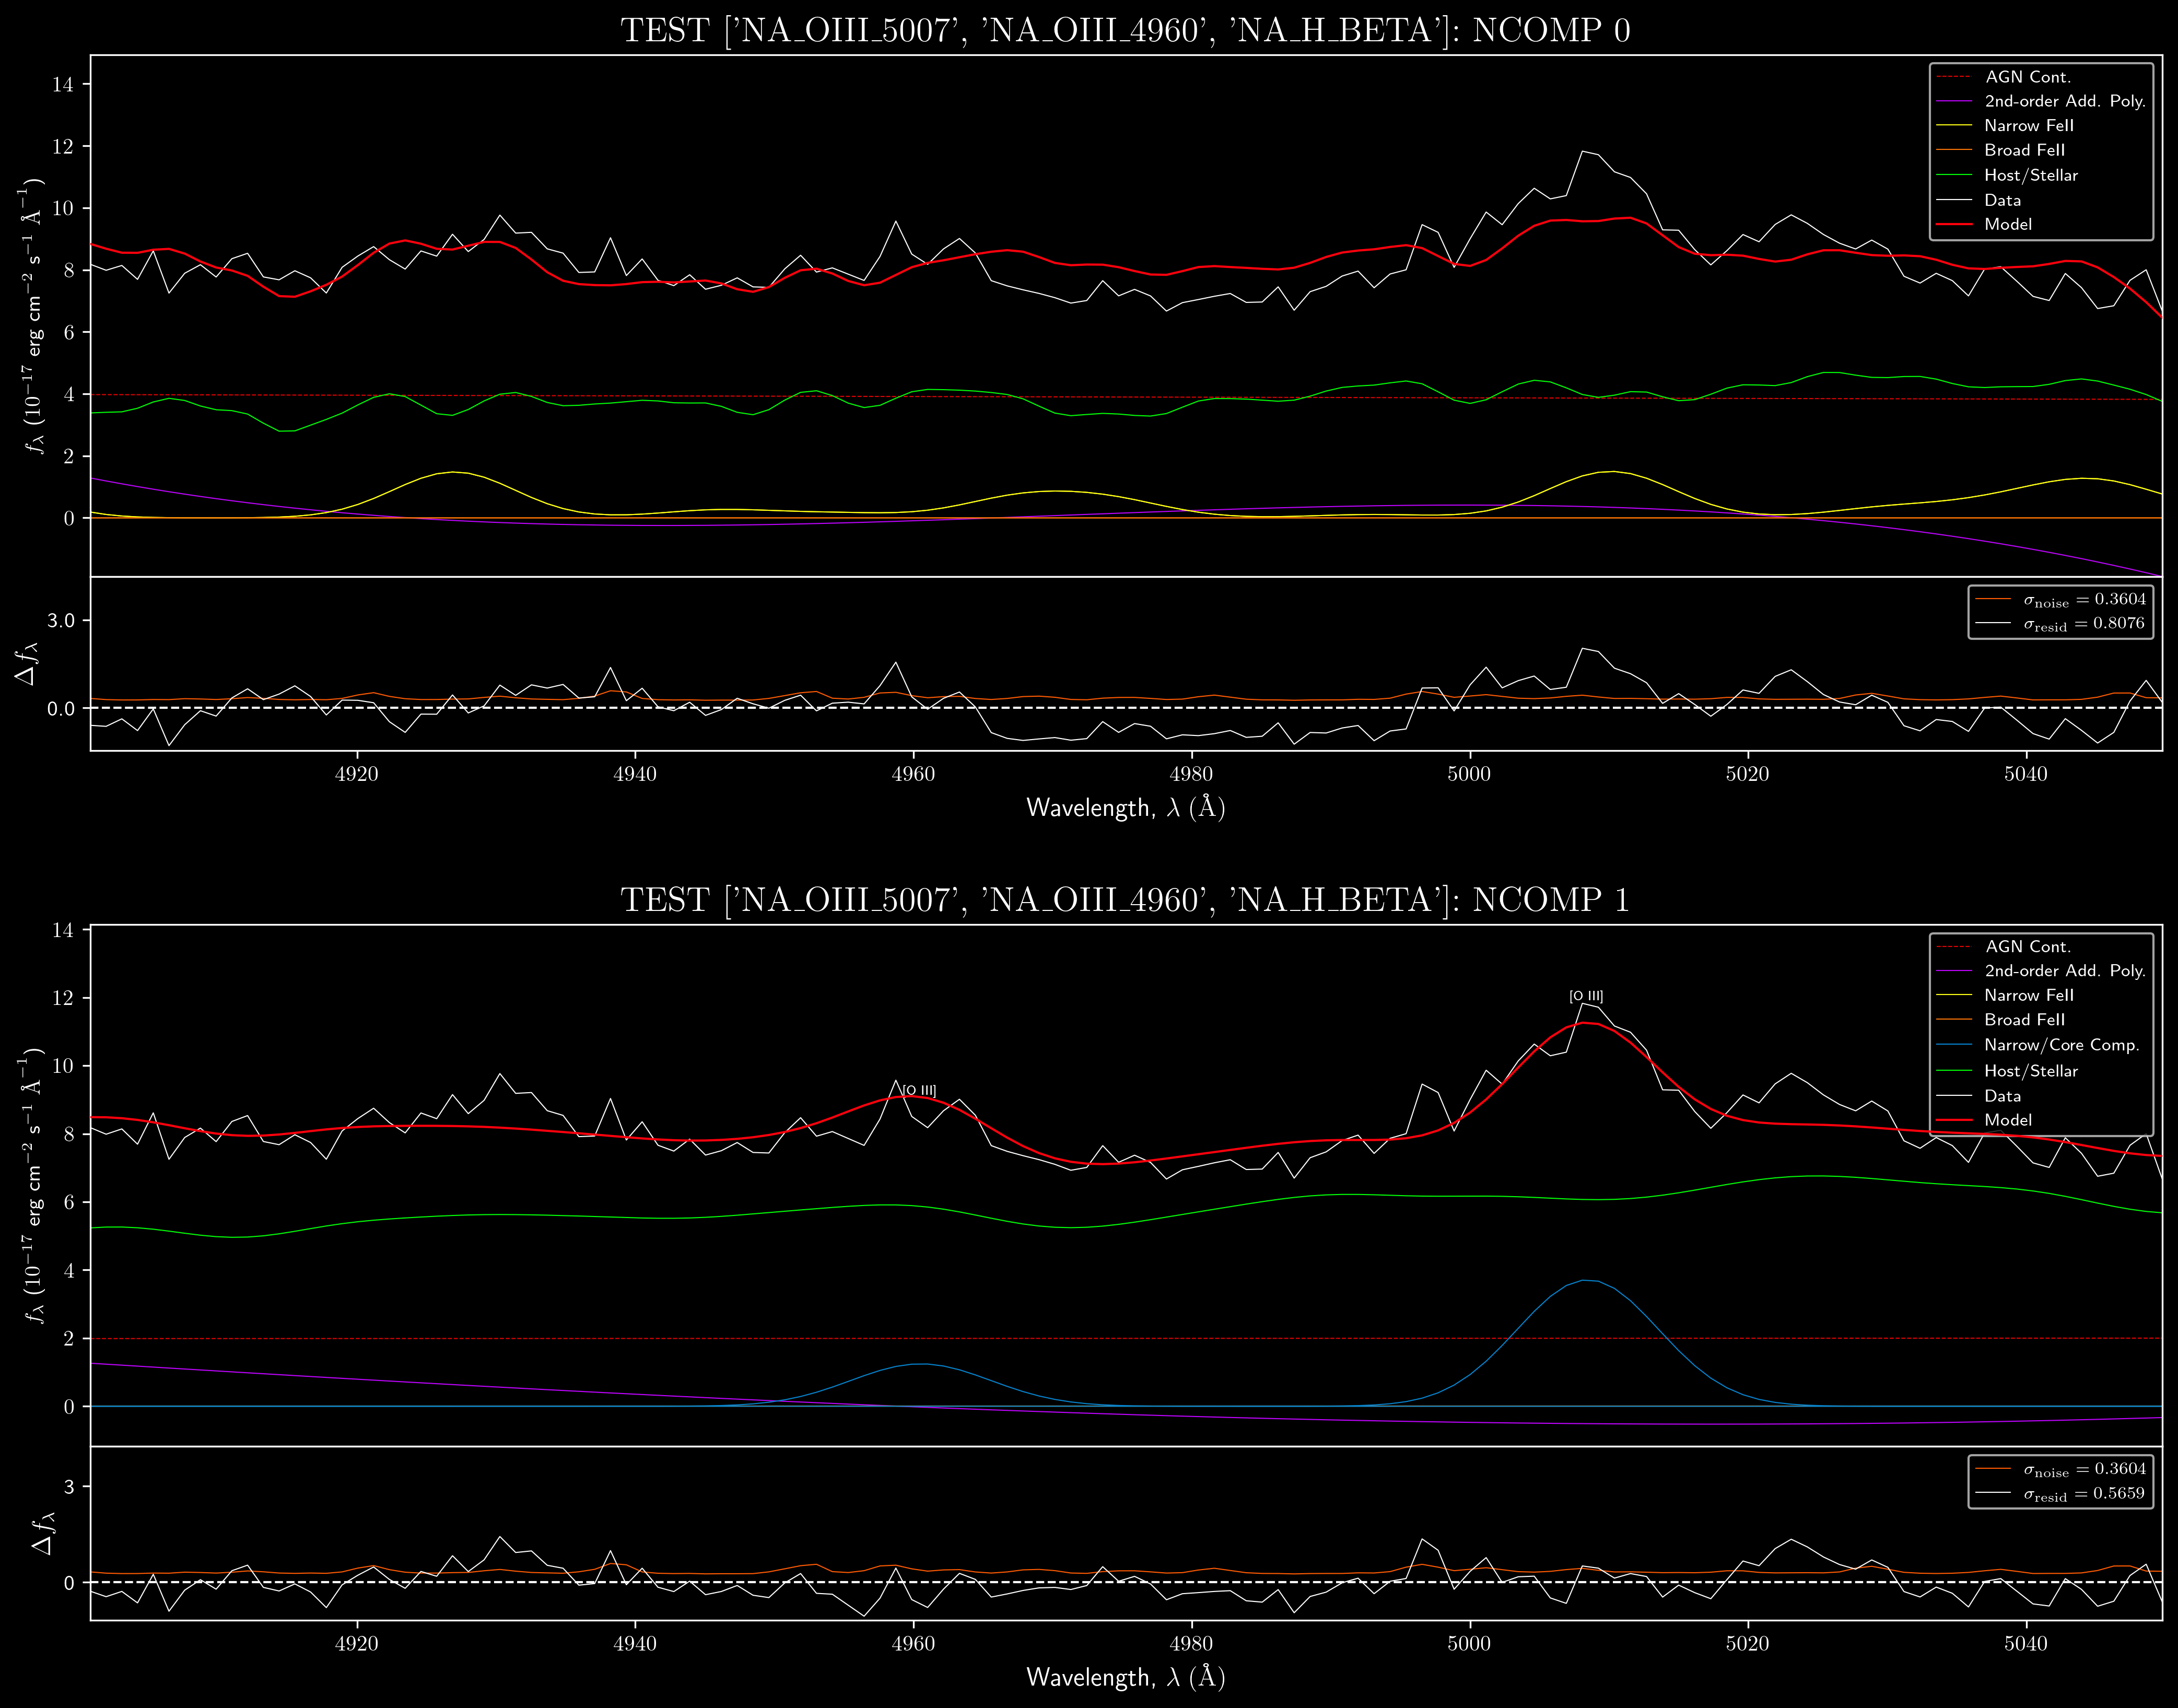 TEST ['NA_OIII_5007', 'NA_OIII_4960', 'NA_H_BETA']: NCOMP 0
14
12
10
8
6
4
2
0
fλ (10⁻¹⁷ erg cm⁻² s⁻¹ Å⁻¹)
AGN Cont.
2nd-order Add. Poly.
Narrow FeII
Broad FeII
Host/Stellar
Data
Model
3.0
0.0
Δfλ
σnoise = 0.3604
σresid = 0.8076
4920 4940 4960 4980 5000 5020 5040
Wavelength, λ (Å)
TEST ['NA_OIII_5007', 'NA_OIII_4960', 'NA_H_BETA']: NCOMP 1
14
12
10
8
6
4
2
0
fλ (10⁻¹⁷ erg cm⁻² s⁻¹ Å⁻¹)
[O III]
[O III]
AGN Cont.
2nd-order Add. Poly.
Narrow FeII
Broad FeII
Narrow/Core Comp.
Host/Stellar
Data
Model
3
0
Δfλ
σnoise = 0.3604
σresid = 0.5659
4920 4940 4960 4980 5000 5020 5040
Wavelength, λ (Å)